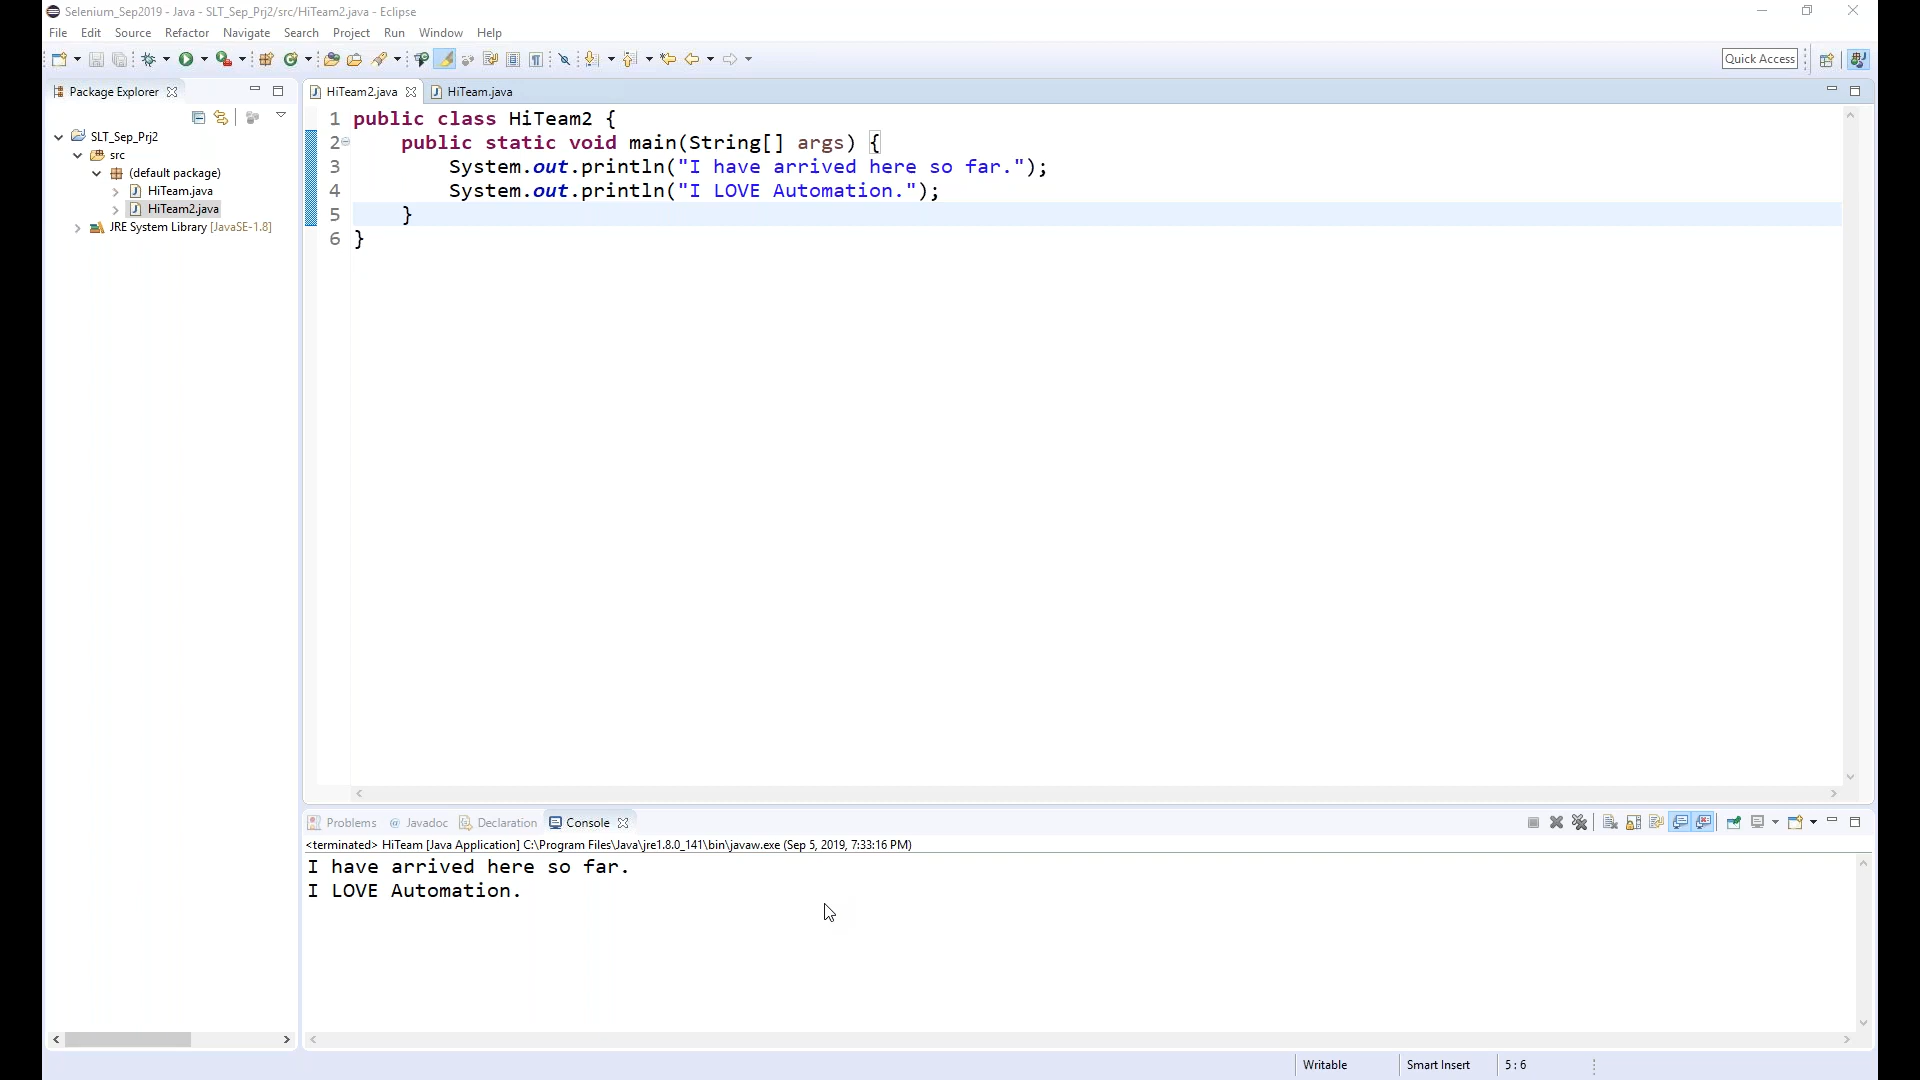 Selenium_Sep2019 - Java - SLT_Sep_Prj2/src/HiTeam2.java - Eclipse
File Edit Source Refactor Navigate Search Project Run Window Help
Quick Access
Package Explorer
SLT_Sep_Prj2
src
(default package)
HiTeam.java
HiTeam2.java
JRE System Library [JavaSE-1.8]
HiTeam2.java HiTeam.java
1 public class HiTeam2 {
2 public static void main(String[] args) {
3 System.out.println("I have arrived here so far.");
4 System.out.println("I LOVE Automation.");
5 }
6 }
Problems @ Javadoc Declaration Console
<terminated> HiTeam [Java Application] C:\Program Files\Java\jre1.8.0_141\bin\javaw.exe (Sep 5, 2019, 7:33:16 PM)
I have arrived here so far.
I LOVE Automation.
Writable Smart Insert 5 : 6